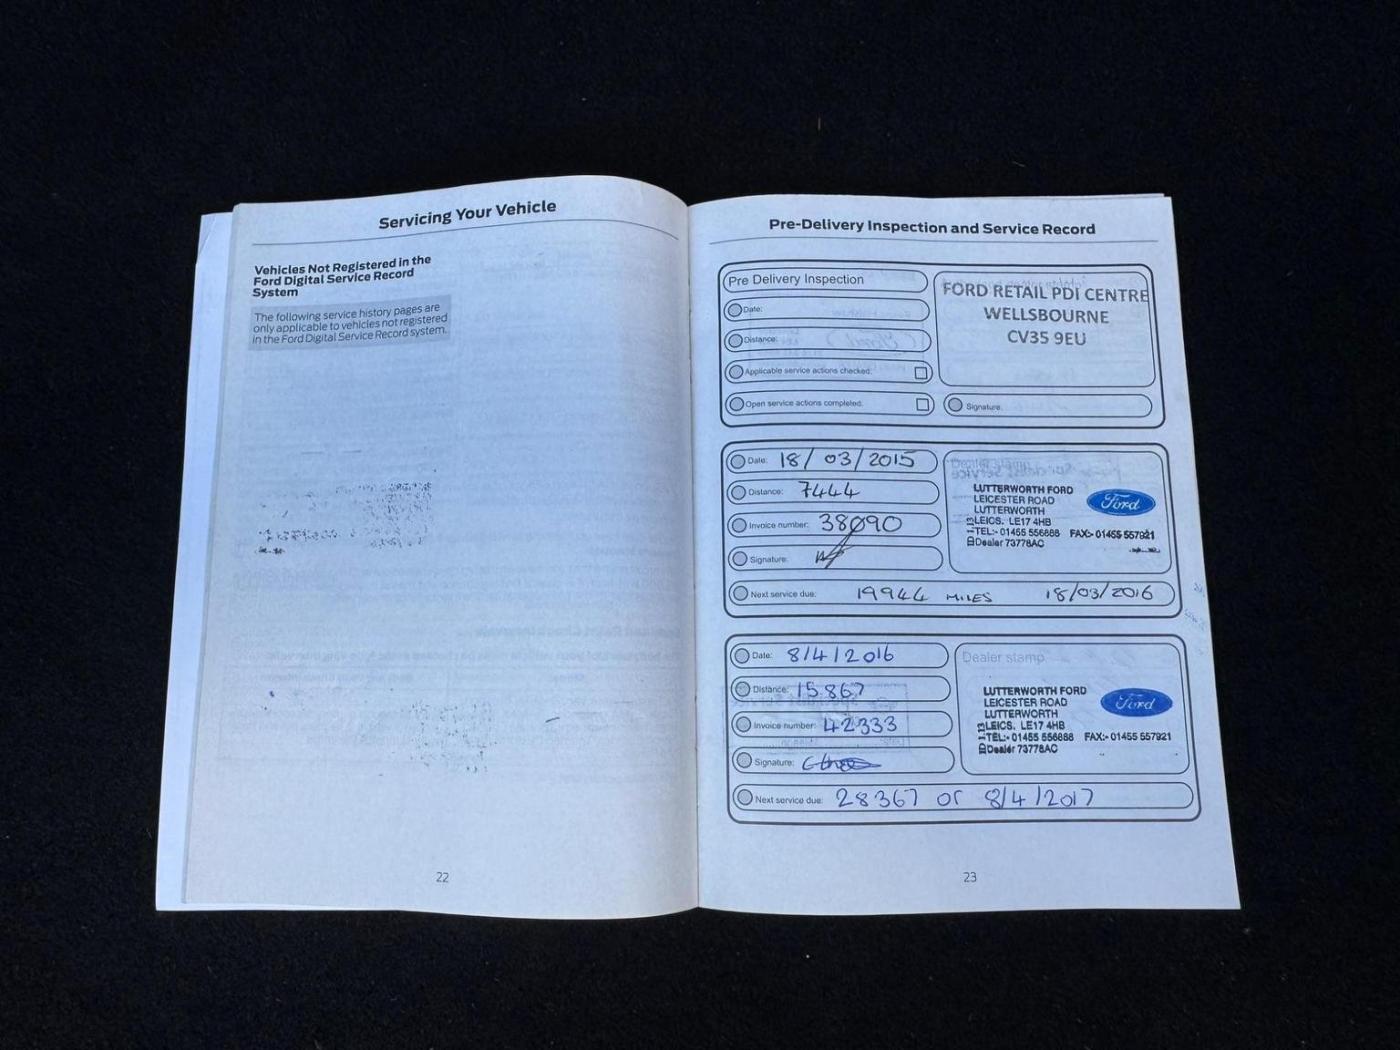 Servicing Your Vehicle
Vehicles Not Registered in the
Ford Digital Service Record
System
The following service history pages are
only applicable to vehicles not registered
in the Ford Digital Service Record system.
22
Pre-Delivery Inspection and Service Record
Pre Delivery Inspection
Date:
Distance:
Applicable service actions checked:
Open service actions completed:
FORD RETAIL PDI CENTRE
WELLSBOURNE
CV35 9EU
Signature:
Date: 18/03/2015
Distance: 7444
Invoice number: 38090
Signature:
Dealer stamp
LUTTERWORTH FORD
LEICESTER ROAD
LUTTERWORTH
LEICS. LE17 4HB
TEL:- 01455 556888 FAX:- 01455 557921
Dealer 73778AC
Ford
Next service due: 19944 MILES 18/03/2016
Date: 8/4/2016
Distance: 15867
Invoice number: 42333
Signature:
Dealer stamp
LUTTERWORTH FORD
LEICESTER ROAD
LUTTERWORTH
LEICS. LE17 4HB
TEL:- 01455 556888 FAX:- 01455 557921
Dealer 73778AC
Ford
Next service due: 28367 or 8/4/2017
23